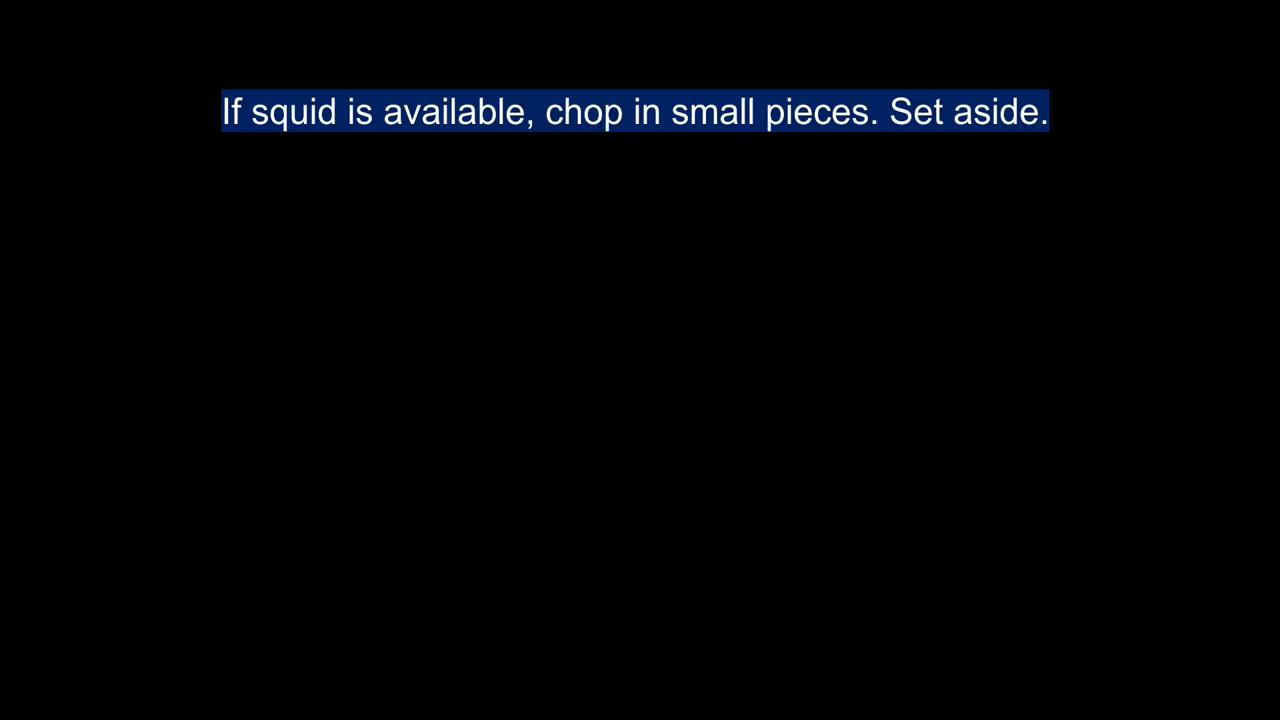 If squid is available, chop in small pieces. Set aside.